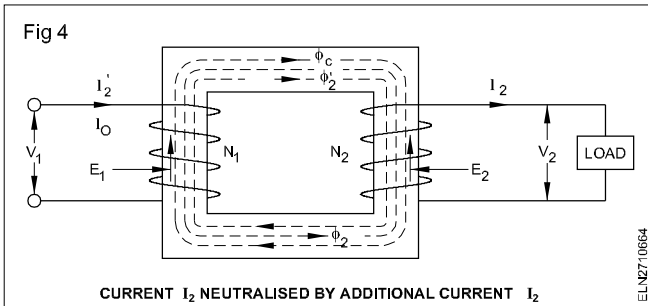 Fig 4
ϕc
ϕ'2
I'2
I2
IO
V1
N1
N2
V2
LOAD
E1
E2
ϕ2
CURRENT I2 NEUTRALISED BY ADDITIONAL CURRENT I2
ELN2710664